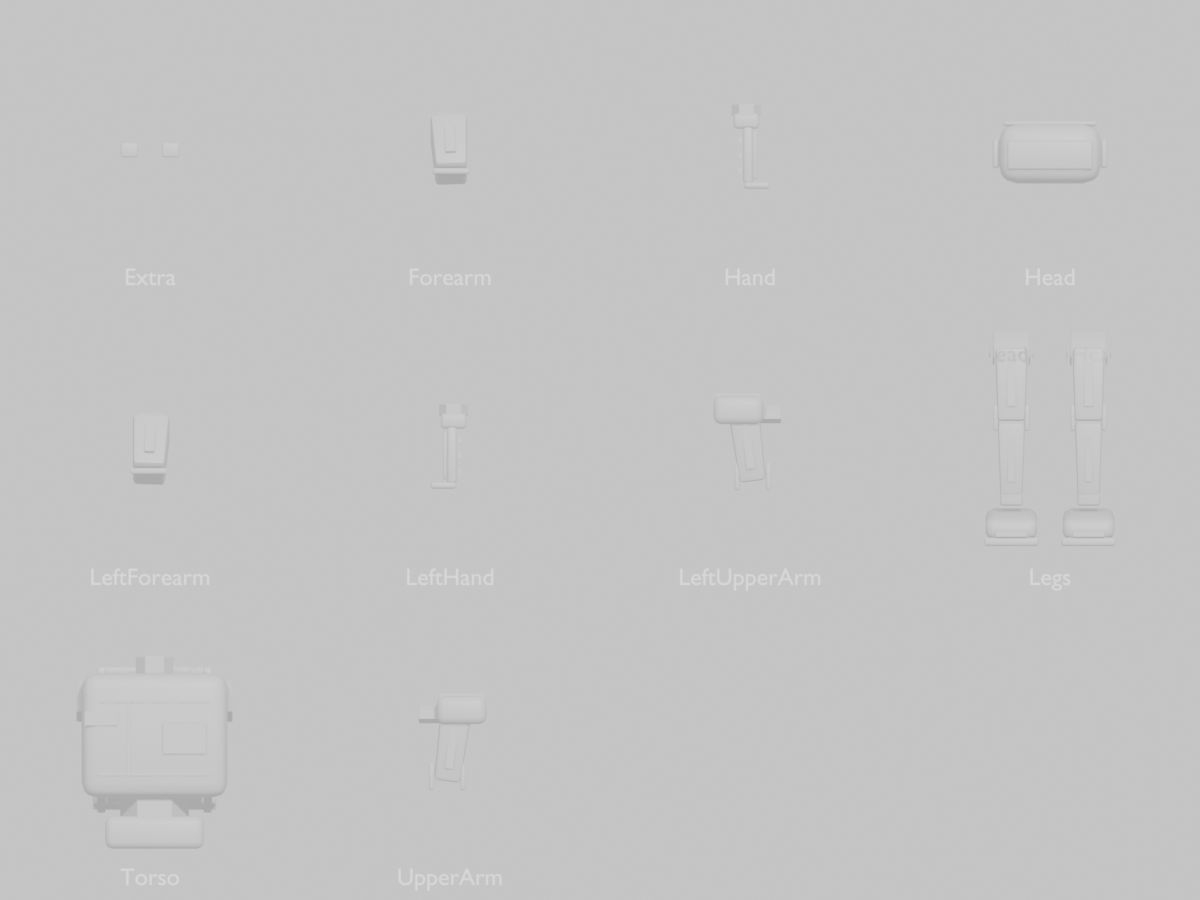 Extra
Forearm
Hand
Head
LeftForearm
LeftHand
LeftUpperArm
Legs
Torso
UpperArm